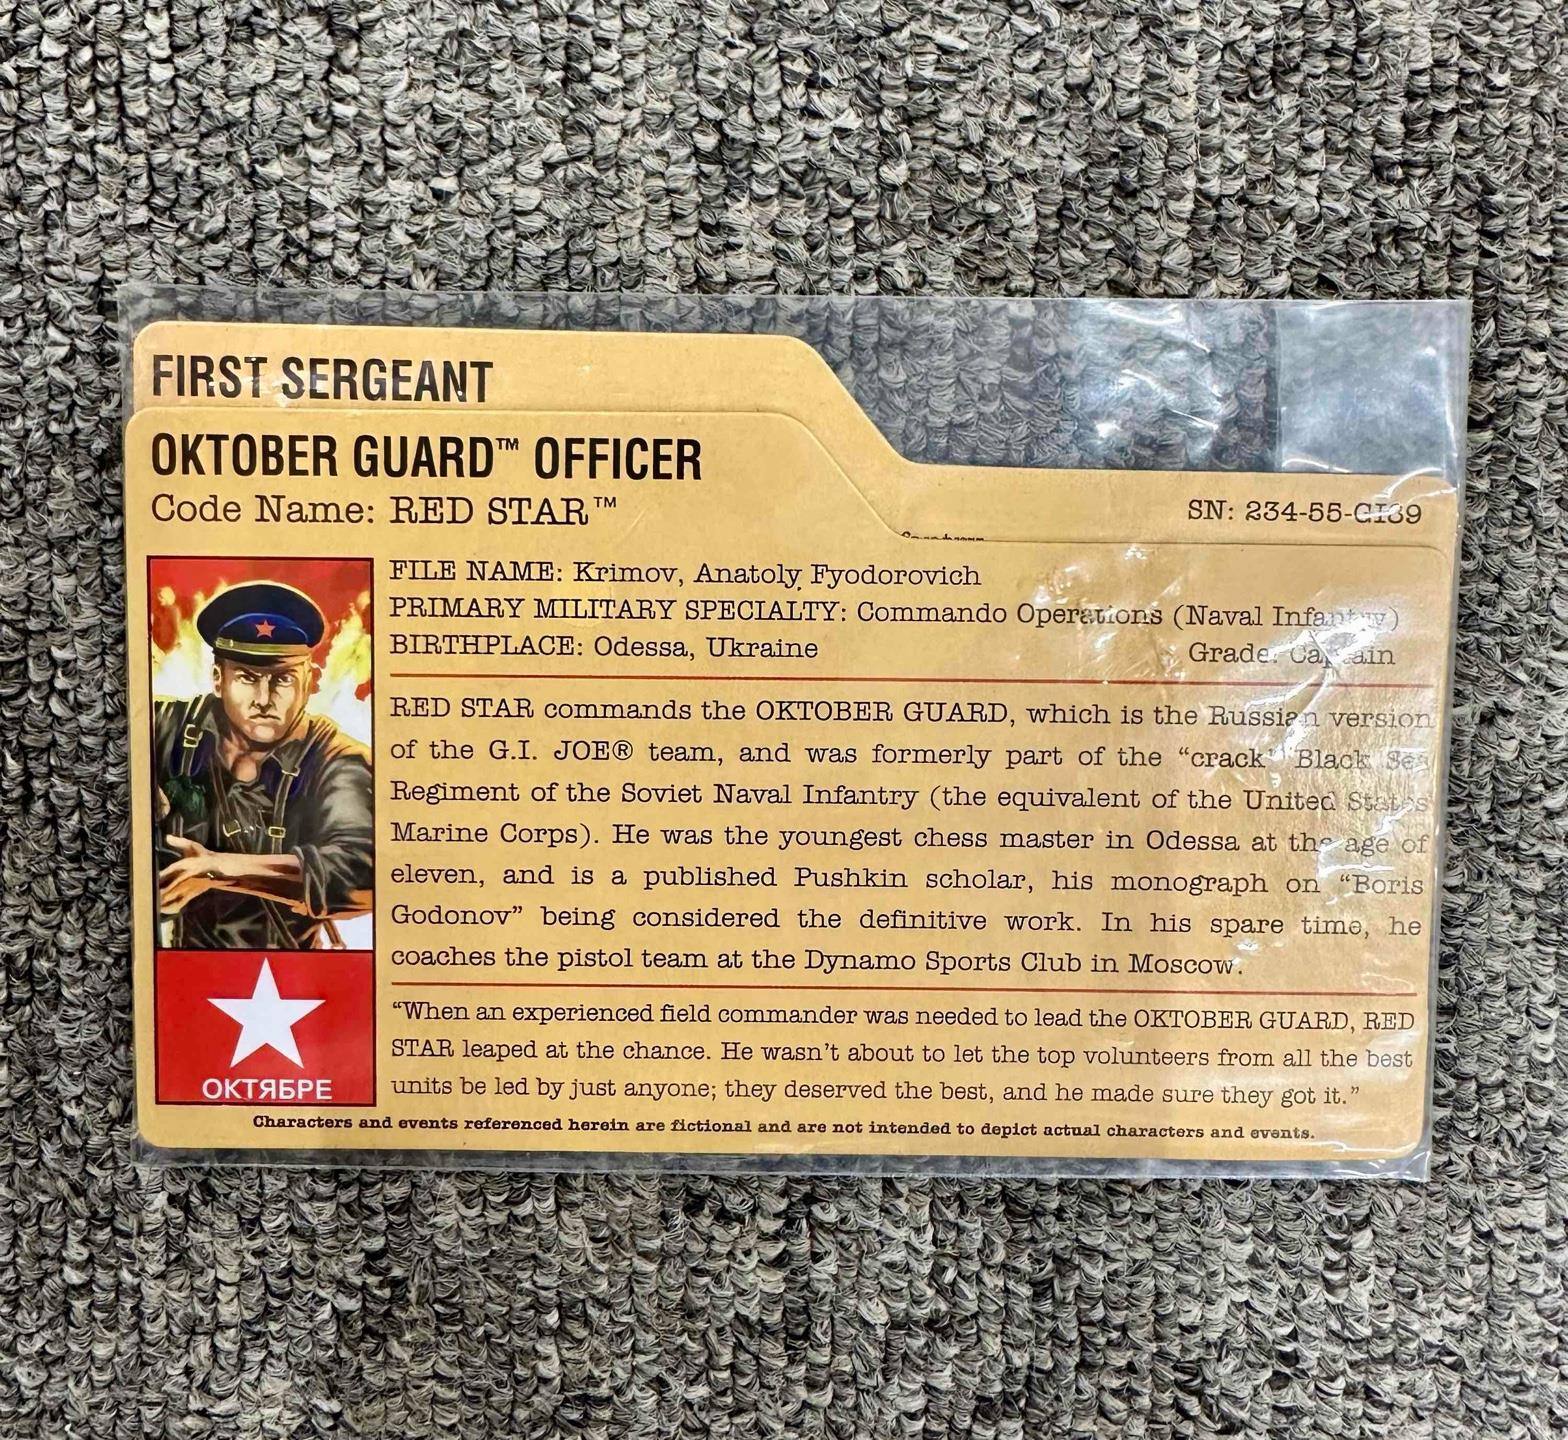 FIRST SERGEANT
OKTOBER GUARD™ OFFICER
Code Name: RED STAR™
SN: 234-55-GI89
FILE NAME: Krimov, Anatoly Fyodorovich
PRIMARY MILITARY SPECIALTY: Commando Operations (Naval Infantry)
BIRTHPLACE: Odessa, Ukraine Grade: Captain
RED STAR commands the OKTOBER GUARD, which is the Russian version
of the G.I. JOE® team, and was formerly part of the “crack” Black Sea
Regiment of the Soviet Naval Infantry (the equivalent of the United States
Marine Corps). He was the youngest chess master in Odessa at the age of
eleven, and is a published Pushkin scholar, his monograph on “Boris
Godonov” being considered the definitive work. In his spare time, he
coaches the pistol team at the Dynamo Sports Club in Moscow.
“When an experienced field commander was needed to lead the OKTOBER GUARD, RED
STAR leaped at the chance. He wasn’t about to let the top volunteers from all the best
units be led by just anyone; they deserved the best, and he made sure they got it.”
ОКТЯБРЕ
Characters and events referenced herein are fictional and are not intended to depict actual characters and events.